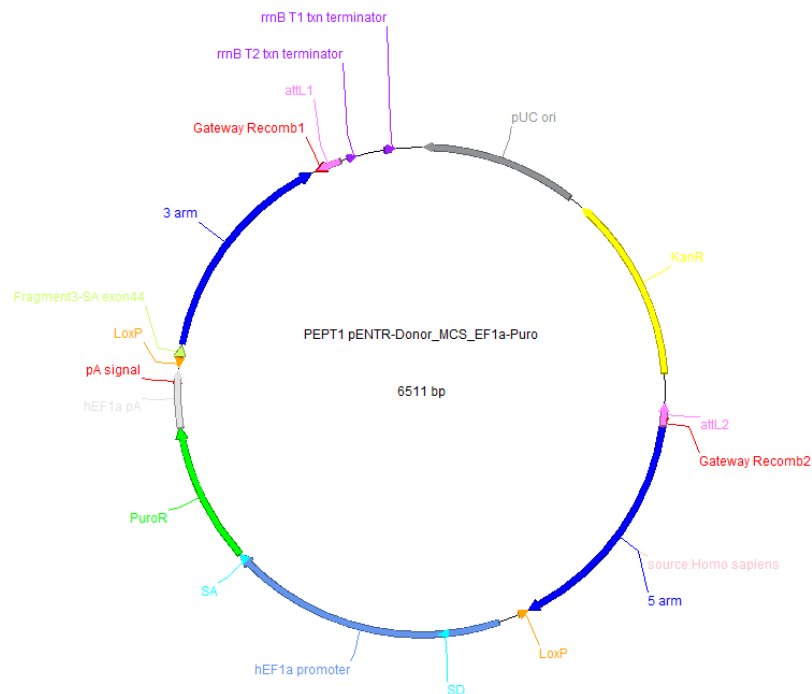 rrnB T1 txn terminator
rrnB T2 txn terminator
attL1
Gateway Recomb1
pUC ori
3 arm
KanR
Fragment3-SA exon44
LoxP
PEPT1 pENTR-Donor_MCS_EF1a-Puro
pA signal
6511 bp
hEF1a pA
attL2
Gateway Recomb2
PuroR
source:Homo sapiens
SA
5 arm
LoxP
hEF1a promoter
SD